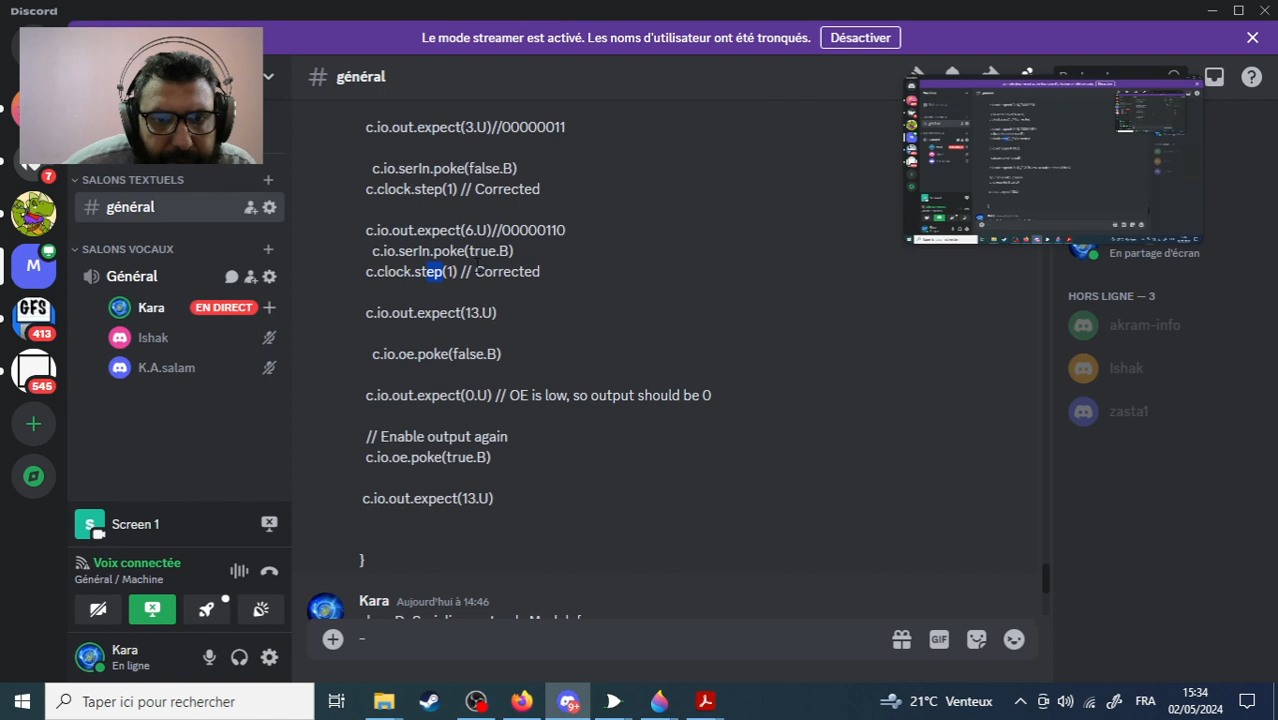 Discord
Le mode streamer est activé. Les noms d'utilisateur ont été tronqués.
Désactiver
général
c.io.out.expect(3.U)//00000011
c.io.serIn.poke(false.B)
c.clock.step(1) // Corrected
c.io.out.expect(6.U)//00000110
c.io.serIn.poke(true.B)
c.clock.step(1) // Corrected
c.io.out.expect(13.U)
c.io.oe.poke(false.B)
c.io.out.expect(0.U) // OE is low, so output should be 0
// Enable output again
c.io.oe.poke(true.B)
c.io.out.expect(13.U)
}
Kara Aujourd'hui à 14:46
-
GIF
SALONS TEXTUELS
# général
SALONS VOCAUX
Général
Kara EN DIRECT
Ishak
K.A.salam
7
M
GFS
413
545
S Screen 1
Voix connectée
Général / Machine
Kara
En ligne
En partage d'écran
HORS LIGNE — 3
akram-info
Ishak
zasta1
Taper ici pour rechercher
9+
21°C Venteux
FRA
15:34
02/05/2024